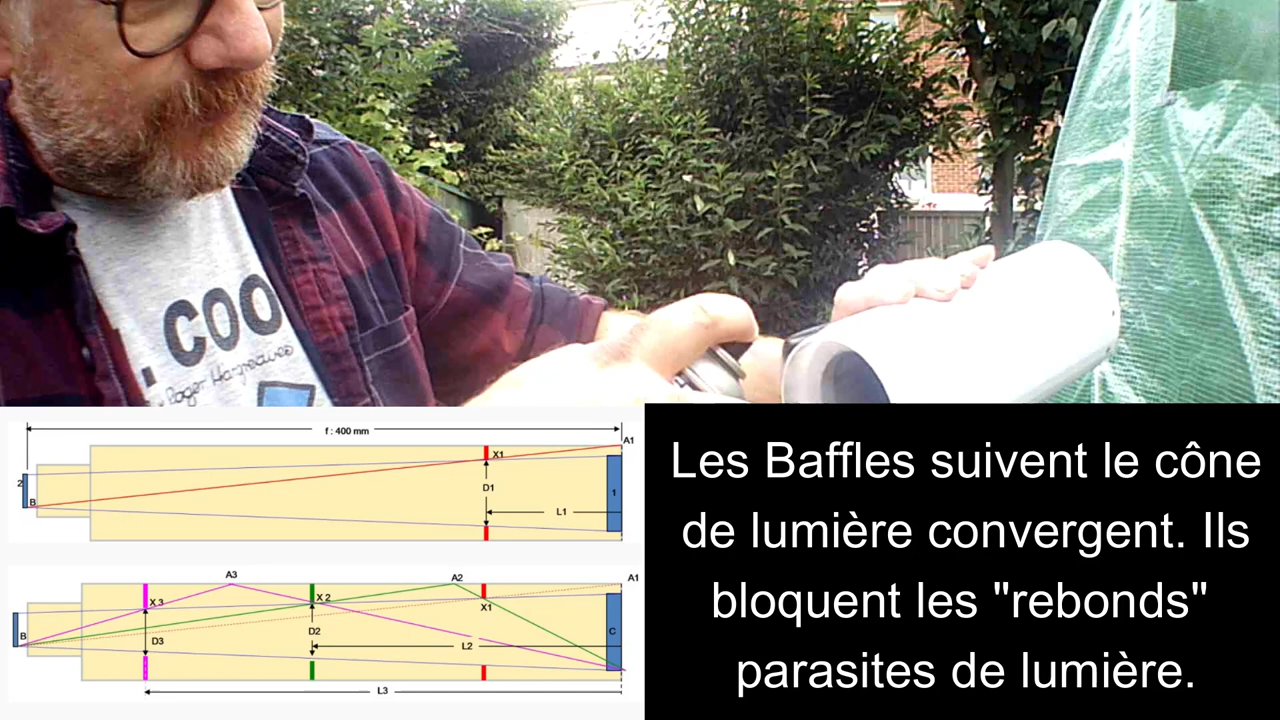 COO
Roger Hargreaves
f : 400 mm
A1
X1
2
B
D1
1
L1
A3
A2
A1
X 3
X 2
X1
B
D3
D2
C
L2
L3
Les Baffles suivent le cône
de lumière convergent. Ils
bloquent les "rebonds"
parasites de lumière.